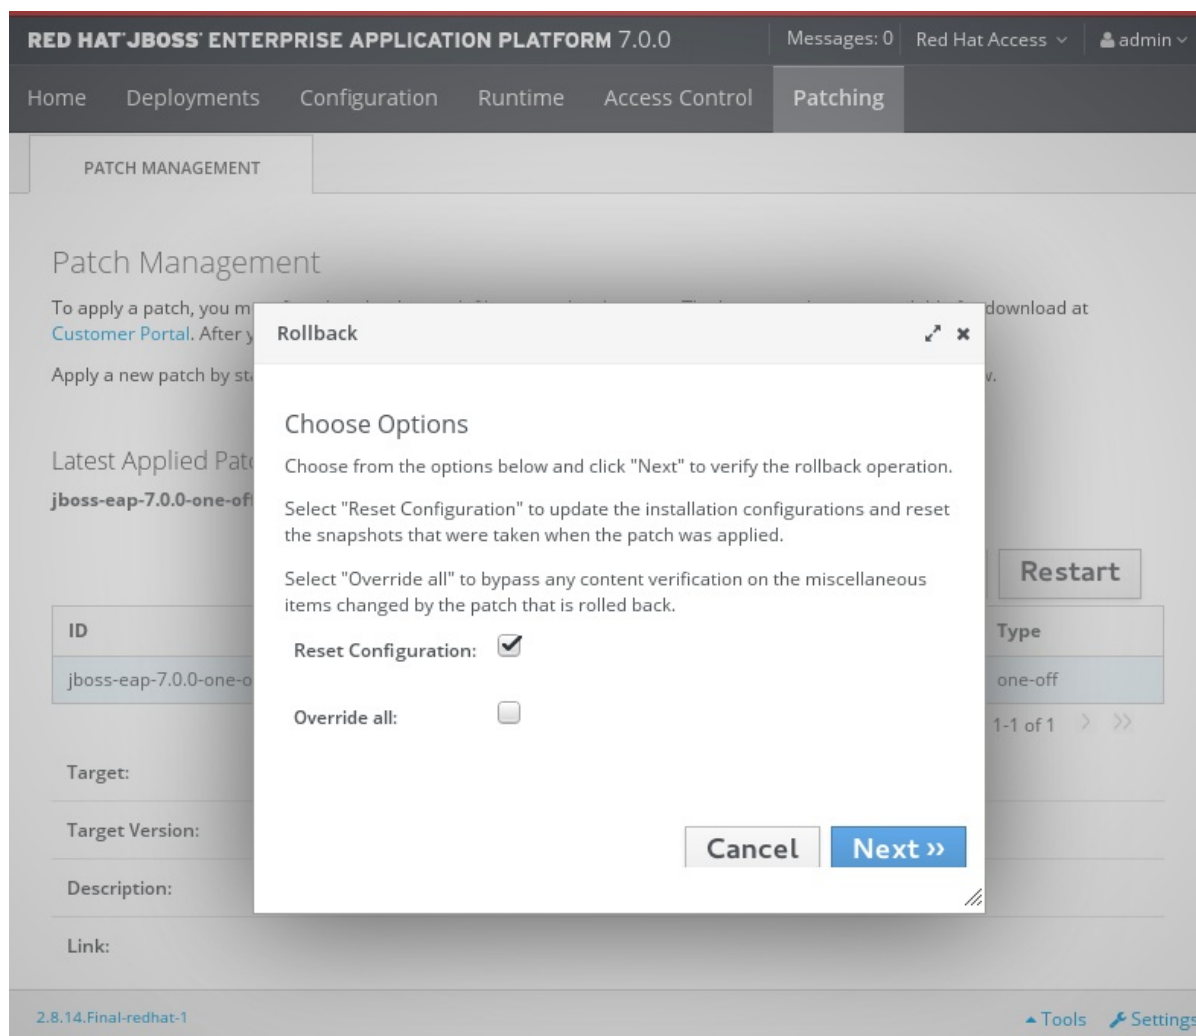 RED HAT JBOSS ENTERPRISE APPLICATION PLATFORM 7.0.0
Messages: 0
Red Hat Access
admin
Home
Deployments
Configuration
Runtime
Access Control
Patching
PATCH MANAGEMENT
Patch Management
To apply a patch, you
download at
Customer Portal. After
Apply a new patch by
Latest Applied
jboss-eap-7.0.0-one-of
Restart
ID
Type
jboss-eap-7.0.0-one-o
one-off
1-1 of 1
Target:
Target Version:
Description:
Link:
Rollback
Choose Options
Choose from the options below and click "Next" to verify the rollback operation.
Select "Reset Configuration" to update the installation configurations and reset
the snapshots that were taken when the patch was applied.
Select "Override all" to bypass any content verification on the miscellaneous
items changed by the patch that is rolled back.
Reset Configuration:
Override all:
Cancel
Next »
2.8.14.Final-redhat-1
Tools
Settings